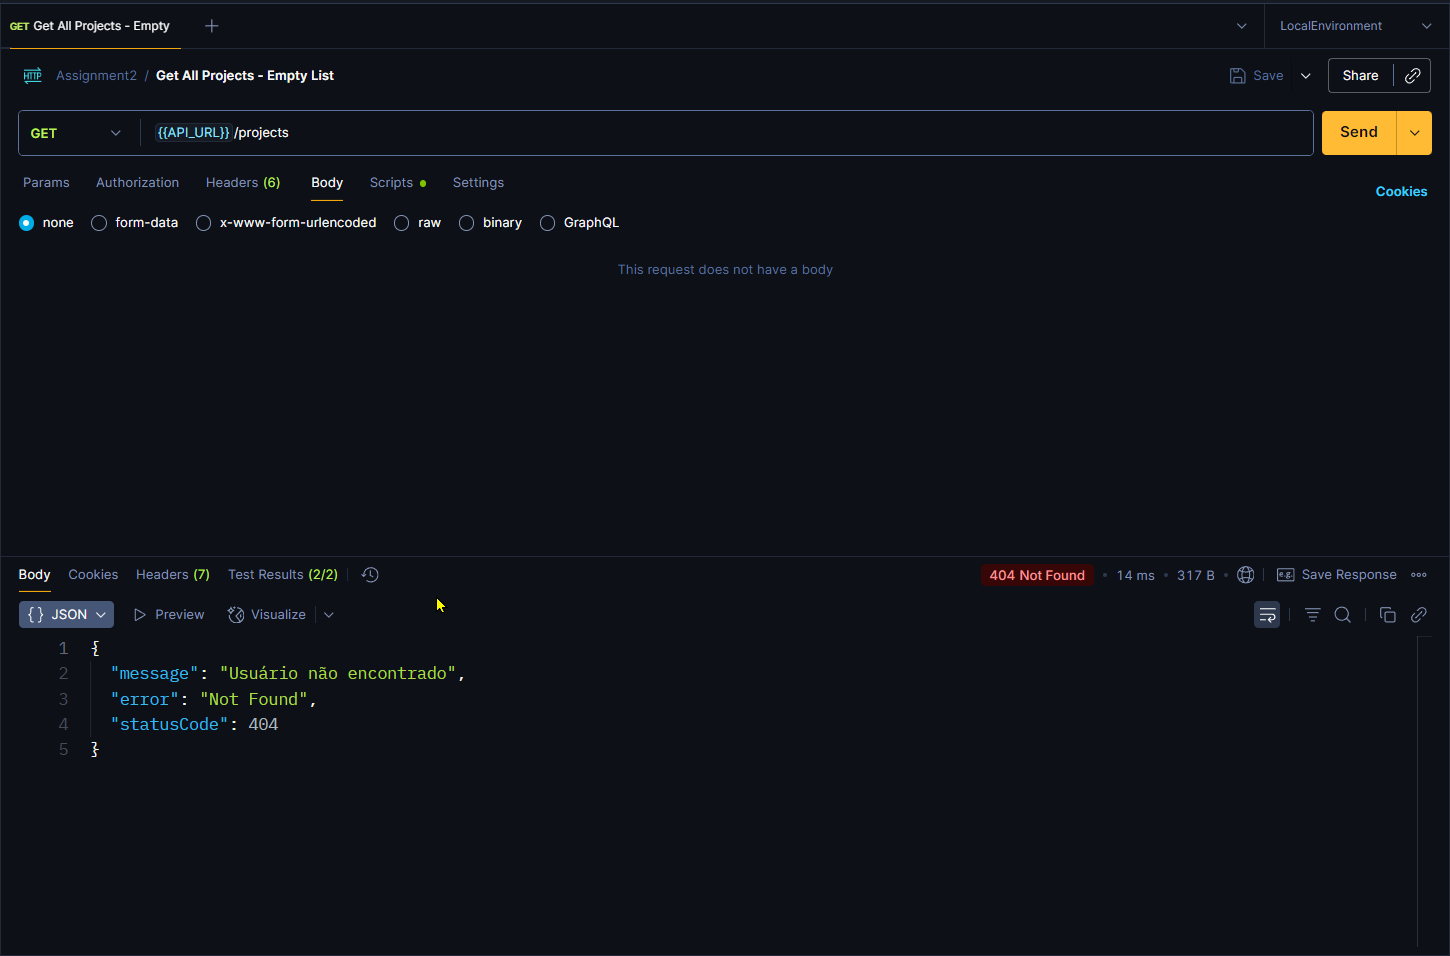 GET Get All Projects - Empty
LocalEnvironment
HTTP Assignment2 / Get All Projects - Empty List
Save
Share
GET {{API_URL}}/projects
Send
Params Authorization Headers (6) Body Scripts Settings
Cookies
none form-data x-www-form-urlencoded raw binary GraphQL
This request does not have a body
Body Cookies Headers (7) Test Results (2/2)
404 Not Found • 14 ms • 317 B •
e.g. Save Response
{} JSON Preview Visualize
1 {
2 "message": "Usuário não encontrado",
3 "error": "Not Found",
4 "statusCode": 404
5 }